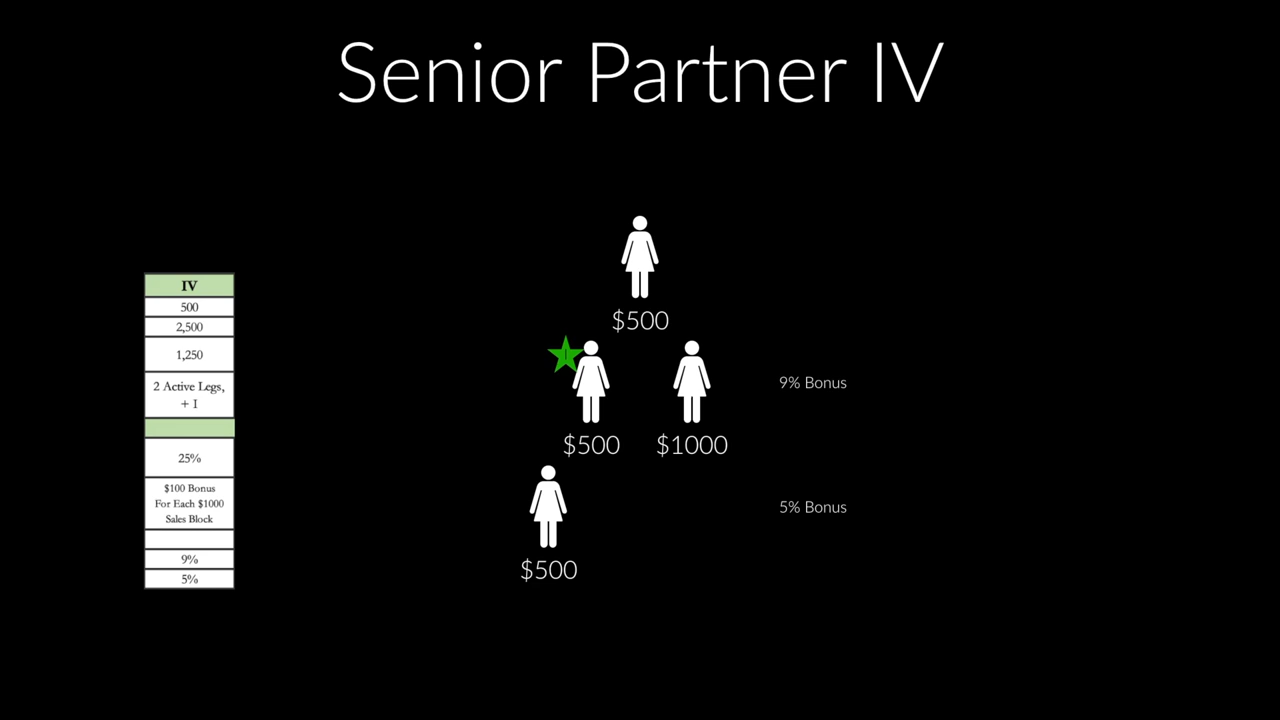 Senior Partner IV
IV
500
2,500
1,250
2 Active Legs,
+ I
25%
$100 Bonus
For Each $1000
Sales Block
9%
5%
$500
I
$500
$1000
9% Bonus
$500
5% Bonus